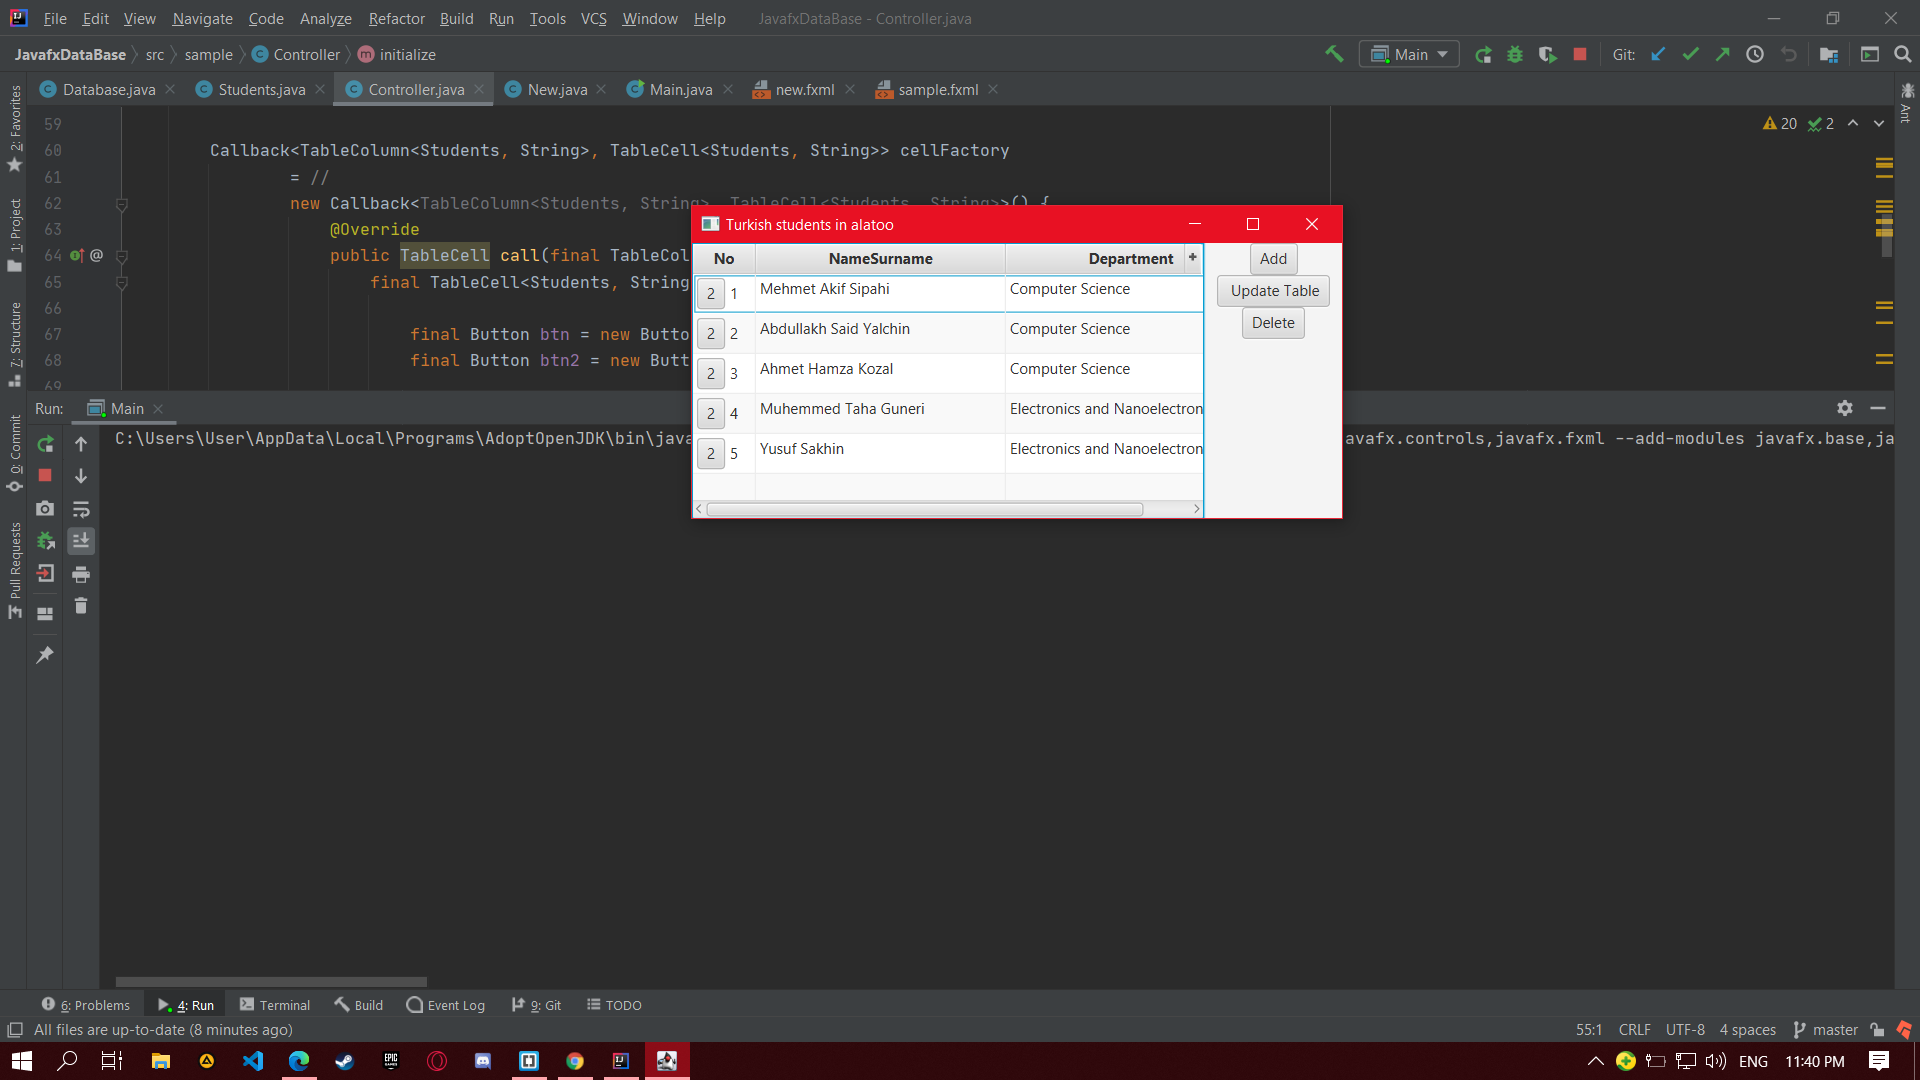 File Edit View Navigate Code Analyze Refactor Build Run Tools VCS Window Help JavafxDataBase - Controller.java
JavafxDataBase src sample Controller initialize Main Git:
Database.java Students.java Controller.java New.java Main.java new.fxml sample.fxml
2: Favorites
1: Project
7: Structure
0: Commit
Pull Requests
Ant
20 2
59
60 Callback<TableColumn<Students, String>, TableCell<Students, String>> cellFactory
61 = //
62 new Callback<TableColumn<Students, String>, TableCell<Students, String>>() {
63 @Override
64 @ public TableCell call(final TableCol
65 final TableCell<Students, String
66
67 final Button btn = new Butto
68 final Button btn2 = new Butt
69
Turkish students in alatoo
No NameSurname Department +
2 1 Mehmet Akif Sipahi Computer Science
2 2 Abdullakh Said Yalchin Computer Science
2 3 Ahmet Hamza Kozal Computer Science
2 4 Muhemmed Taha Guneri Electronics and Nanoelectron
2 5 Yusuf Sakhin Electronics and Nanoelectron
Add
Update Table
Delete
Run: Main
C:\Users\User\AppData\Local\Programs\AdoptOpenJDK\bin\java avafx.controls,javafx.fxml --add-modules javafx.base,ja
6: Problems 4: Run Terminal Build Event Log 9: Git TODO
All files are up-to-date (8 minutes ago) 55:1 CRLF UTF-8 4 spaces master
EPIC GAMES ENG 11:40 PM